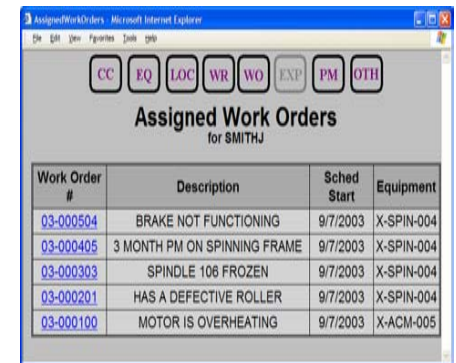 AssignedWorkOrders - Microsoft Internet Explorer
File Edit View Favorites Tools Help
CC EQ LOC WR WO EXP PM OTH
Assigned Work Orders
for SMITHJ
Work Order # Description Sched Start Equipment
03-000504 BRAKE NOT FUNCTIONING 9/7/2003 X-SPIN-004
03-000405 3 MONTH PM ON SPINNING FRAME 9/7/2003 X-SPIN-004
03-000303 SPINDLE 106 FROZEN 9/7/2003 X-SPIN-004
03-000201 HAS A DEFECTIVE ROLLER 9/7/2003 X-SPIN-004
03-000100 MOTOR IS OVERHEATING 9/7/2003 X-ACM-005